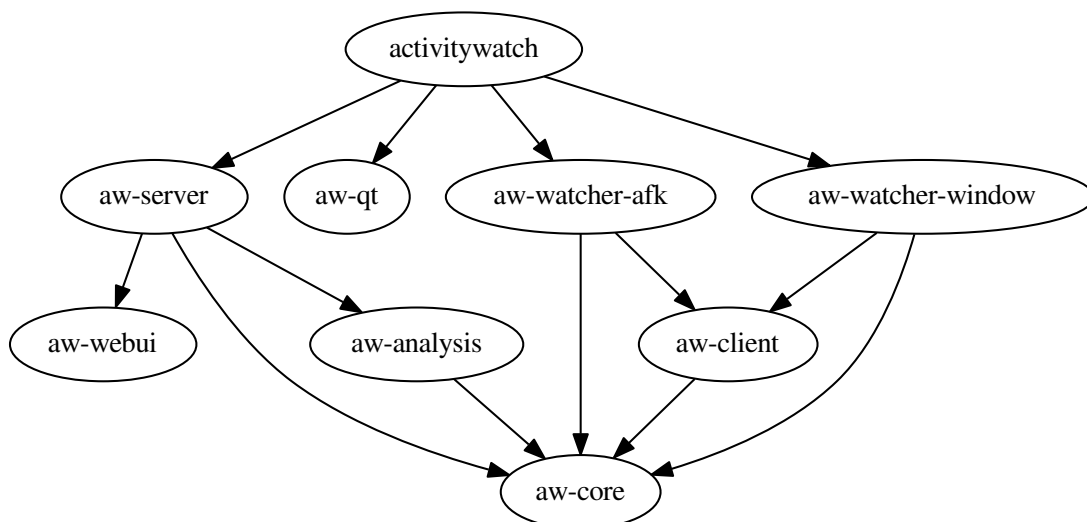 activitywatch
aw-server
aw-qt
aw-watcher-afk
aw-watcher-window
aw-webui
aw-analysis
aw-client
aw-core